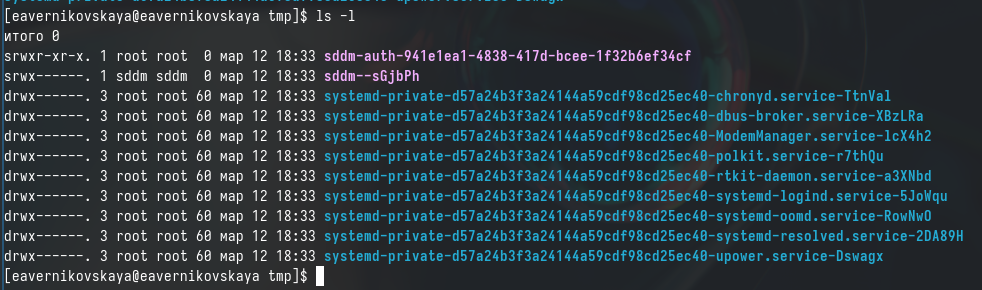 [eavernikovskaya@eavernikovskaya tmp]$ ls -l
итого 0
srwxr-xr-x. 1 root root  0 мар 12 18:33 sddm-auth-941e1ea1-4838-417d-bcee-1f32b6ef34cf
srwx------. 1 sddm sddm  0 мар 12 18:33 sddm--sGjbPh
drwx------. 3 root root 60 мар 12 18:33 systemd-private-d57a24b3f3a24144a59cdf98cd25ec40-chronyd.service-TtnVal
drwx------. 3 root root 60 мар 12 18:33 systemd-private-d57a24b3f3a24144a59cdf98cd25ec40-dbus-broker.service-XBzLRa
drwx------. 3 root root 60 мар 12 18:33 systemd-private-d57a24b3f3a24144a59cdf98cd25ec40-ModemManager.service-lcX4h2
drwx------. 3 root root 60 мар 12 18:33 systemd-private-d57a24b3f3a24144a59cdf98cd25ec40-polkit.service-r7thQu
drwx------. 3 root root 60 мар 12 18:33 systemd-private-d57a24b3f3a24144a59cdf98cd25ec40-rtkit-daemon.service-a3XNbd
drwx------. 3 root root 60 мар 12 18:33 systemd-private-d57a24b3f3a24144a59cdf98cd25ec40-systemd-logind.service-5JoWqu
drwx------. 3 root root 60 мар 12 18:33 systemd-private-d57a24b3f3a24144a59cdf98cd25ec40-systemd-oomd.service-RowNwO
drwx------. 3 root root 60 мар 12 18:33 systemd-private-d57a24b3f3a24144a59cdf98cd25ec40-systemd-resolved.service-2DA89H
drwx------. 3 root root 60 мар 12 18:33 systemd-private-d57a24b3f3a24144a59cdf98cd25ec40-upower.service-Dswagx
[eavernikovskaya@eavernikovskaya tmp]$